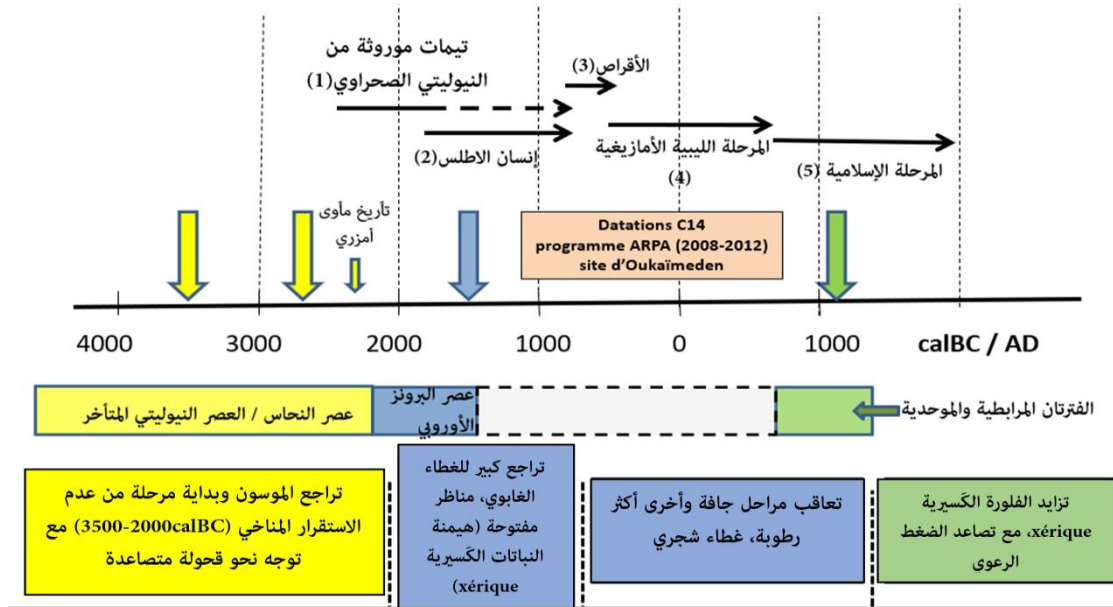 تيمات موروثة من
النيوليتي الصحراوي(1)
الأقراص(3)
إنسان الاطلس(2)
المرحلة الليبية الأمازيغية
(4)
المرحلة الإسلامية (5)
تأريخ مأوى
أمزري
Datations C14
programme ARPA (2008-2012)
site d'Oukaïmeden
4000 3000 2000 1000 0 1000 calBC / AD
عصر النحاس / العصر النيوليتي المتأخر
عصر البرونز
الأوروبي
الفترتان المرابطية والموحدية
تراجع الموسون وبداية مرحلة من عدم
الاستقرار المناخي (3500-2000calBC) مع
توجه نحو قحولة متصاعدة
تراجع كبير للغطاء
الغابوي، مناظر
مفتوحة (هيمنة
النباتات الكَسيرية
xérique)
تعاقب مراحل جافة وأخرى أكثر
رطوبة، غطاء شجري
تزايد الفلورة الكَسيرية
xérique، مع تصاعد الضغط
الرعوي